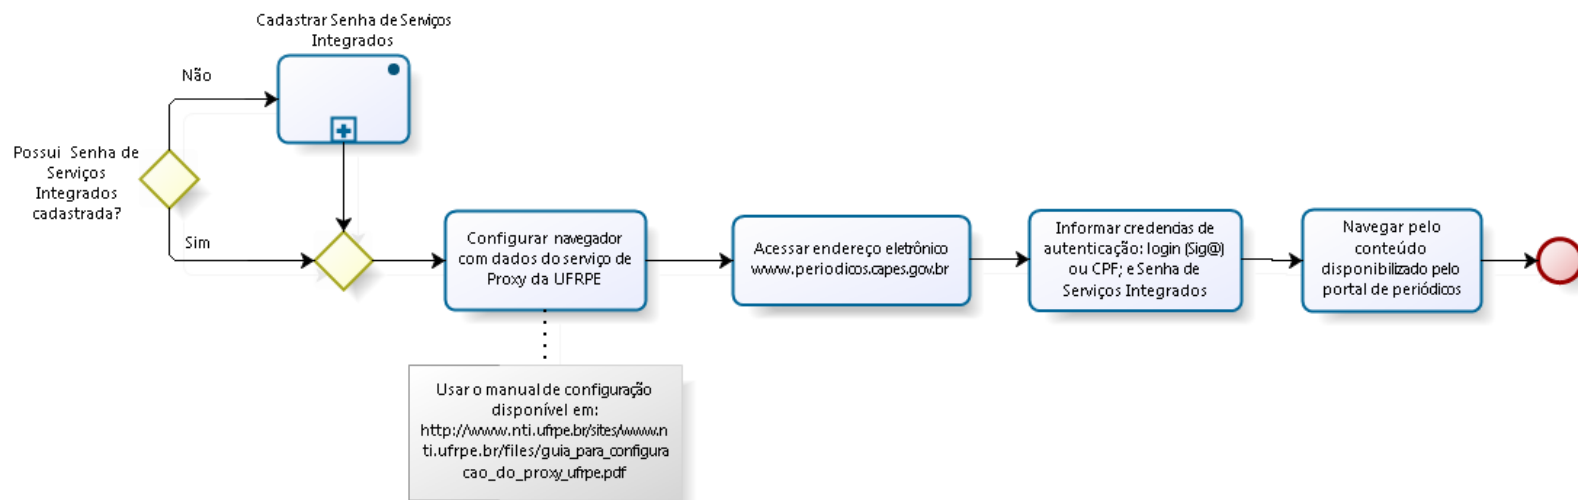 Cadastrar Senha de Serviços
Integrados
Não
Possui Senha de
Serviços
Integrados
cadastrada?
Sim
Configurar navegador
com dados do serviço de
Proxy da UFRPE
Acessar endereço eletrônico
www.periodicos.capes.gov.br
Informar credendas de
autenticação: login (Sig@)
ou CPF; e Senha de
Serviços Integrados
Navegar pelo
conteúdo
disponibilizado pelo
portal de periódicos
Usar o manual de configuração
disponível em:
http://www.nti.ufrpe.br/sites/www.n
ti.ufrpe.br/files/guia_para_configura
cao_do_proxy_ufrpe.pdf